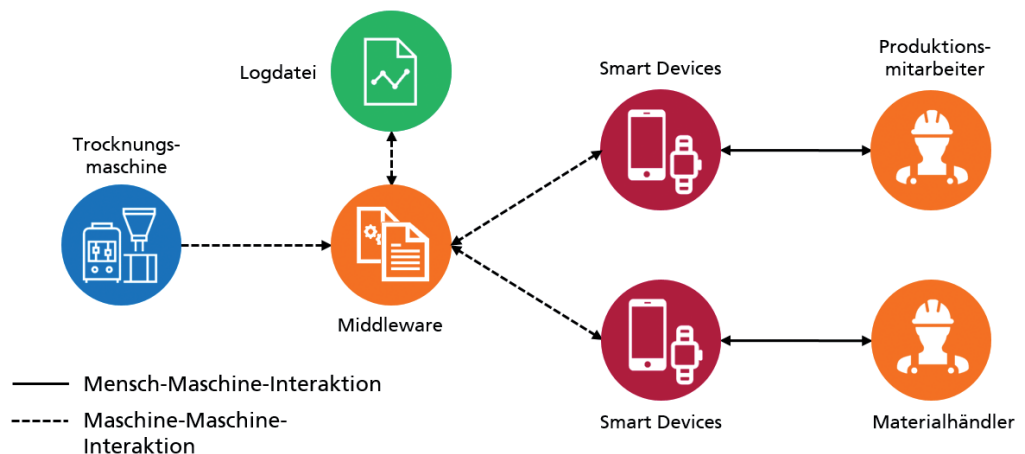 Produktions-
mitarbeiter
Smart Devices
Logdatei
Trocknungs-
maschine
Middleware
Mensch-Maschine-Interaktion
Maschine-Maschine-
Interaktion
Smart Devices
Materialhändler